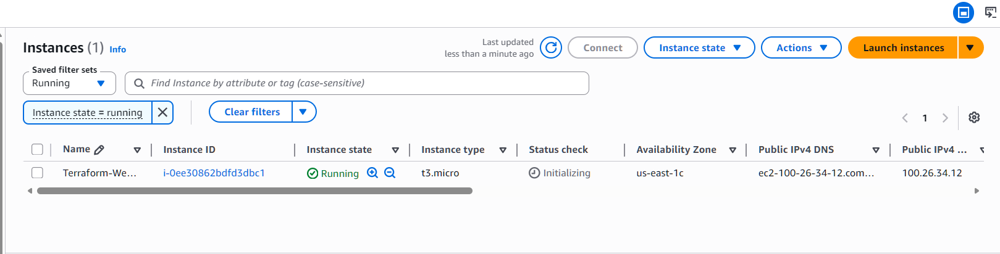 Instances (1) Info
Last updated
less than a minute ago
Connect
Instance state
Actions
Launch instances
Saved filter sets
Running
Find Instance by attribute or tag (case-sensitive)
Instance state = running
Clear filters
1
Name Instance ID Instance state Instance type Status check Availability Zone Public IPv4 DNS Public IPv4 ...
Terraform-We... i-0ee30862bdfd3dbc1 Running t3.micro Initializing us-east-1c ec2-100-26-34-12.com... 100.26.34.12